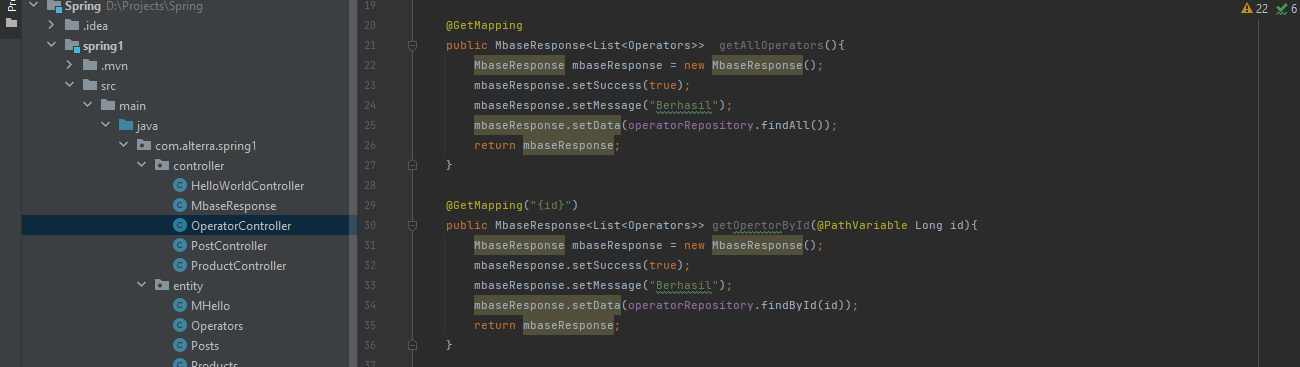 Pr
Spring D:\Projects\Spring
.idea
spring1
.mvn
src
main
java
com.alterra.spring1
controller
HelloWorldController
MbaseResponse
OperatorController
PostController
ProductController
entity
MHello
Operators
Posts
Products
22 6
19
20 @GetMapping
21 public MbaseResponse<List<Operators>>  getAllOperators(){
22 MbaseResponse mbaseResponse = new MbaseResponse();
23 mbaseResponse.setSuccess(true);
24 mbaseResponse.setMessage("Berhasil");
25 mbaseResponse.setData(operatorRepository.findAll());
26 return mbaseResponse;
27 }
28
29 @GetMapping("{id}")
30 public MbaseResponse<List<Operators>> getOpertorById(@PathVariable Long id){
31 MbaseResponse mbaseResponse = new MbaseResponse();
32 mbaseResponse.setSuccess(true);
33 mbaseResponse.setMessage("Berhasil");
34 mbaseResponse.setData(operatorRepository.findById(id));
35 return mbaseResponse;
36 }
37